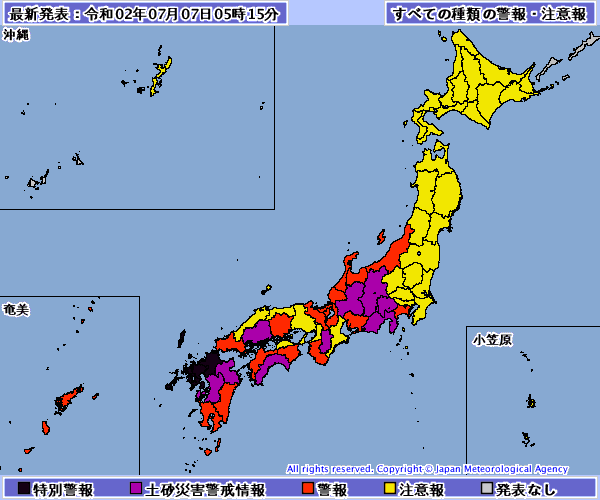 最新発表：令和02年07月07日05時15分
すべての種類の警報・注意報
沖縄
奄美
小笠原
All rights reserved. Copyright © Japan Meteorological Agency
特別警報 土砂災害警戒情報 警報 注意報 発表なし